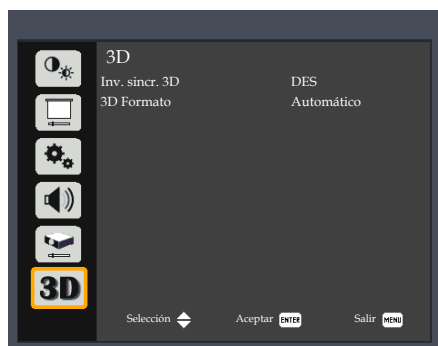 3D
Inv. sincr. 3D DES
3D Formato Automático
3D
Selección Aceptar ENTER Salir MENU